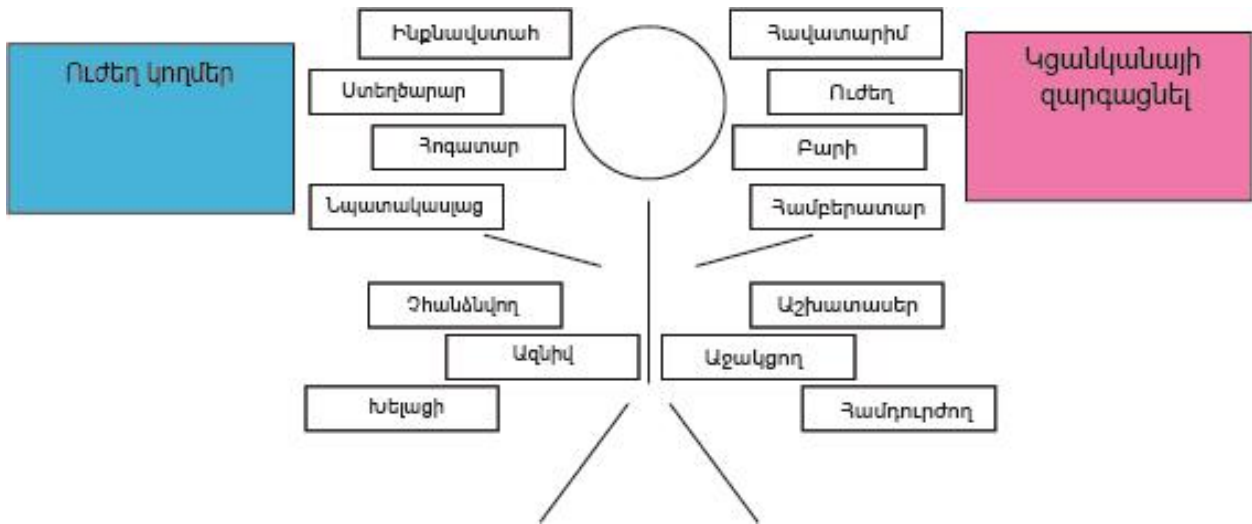 Ինքնավստահ
Հավատարիմ
Ուժեղ կողմեր
Կցանկանայի
զարգացնել
Ստեղծարար
Ուժեղ
Հոգատար
Բարի
Նպատակասլաց
Համբերատար
Չհանձնվող
Աշխատասեր
Ազնիվ
Աջակցող
Խելացի
Համդուրժող